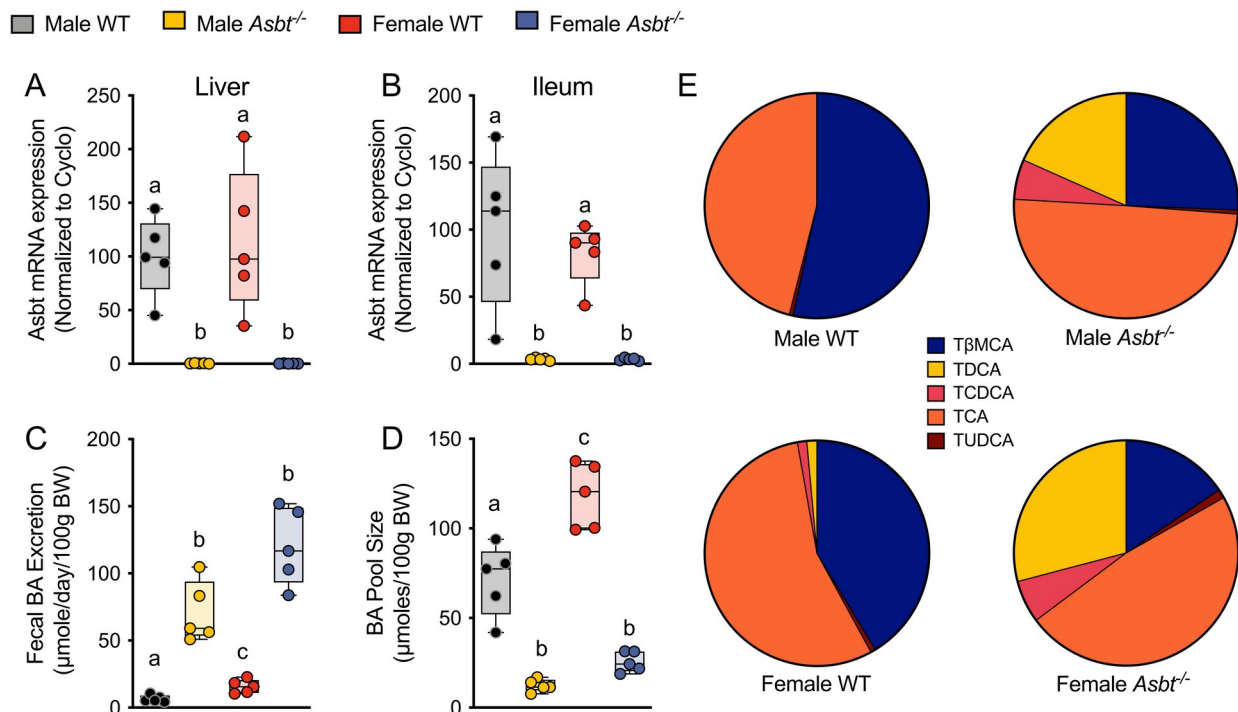 Male WT Male Asbt-/- Female WT Female Asbt-/-
A Liver
Asbt mRNA expression
(Normalized to Cyclo)
250
200
150
100
50
0
a
b
a
b
B Ileum
Asbt mRNA expression
(Normalized to Cyclo)
200
150
100
50
0
a
b
a
b
C
Fecal BA Excretion
(μmole/day/100g BW)
200
150
100
50
0
a
b
c
b
D
BA Pool Size
(μmoles/100g BW)
150
100
50
0
a
b
c
b
E
Male WT
Male Asbt-/-
TβMCA
TDCA
TCDCA
TCA
TUDCA
Female WT
Female Asbt-/-